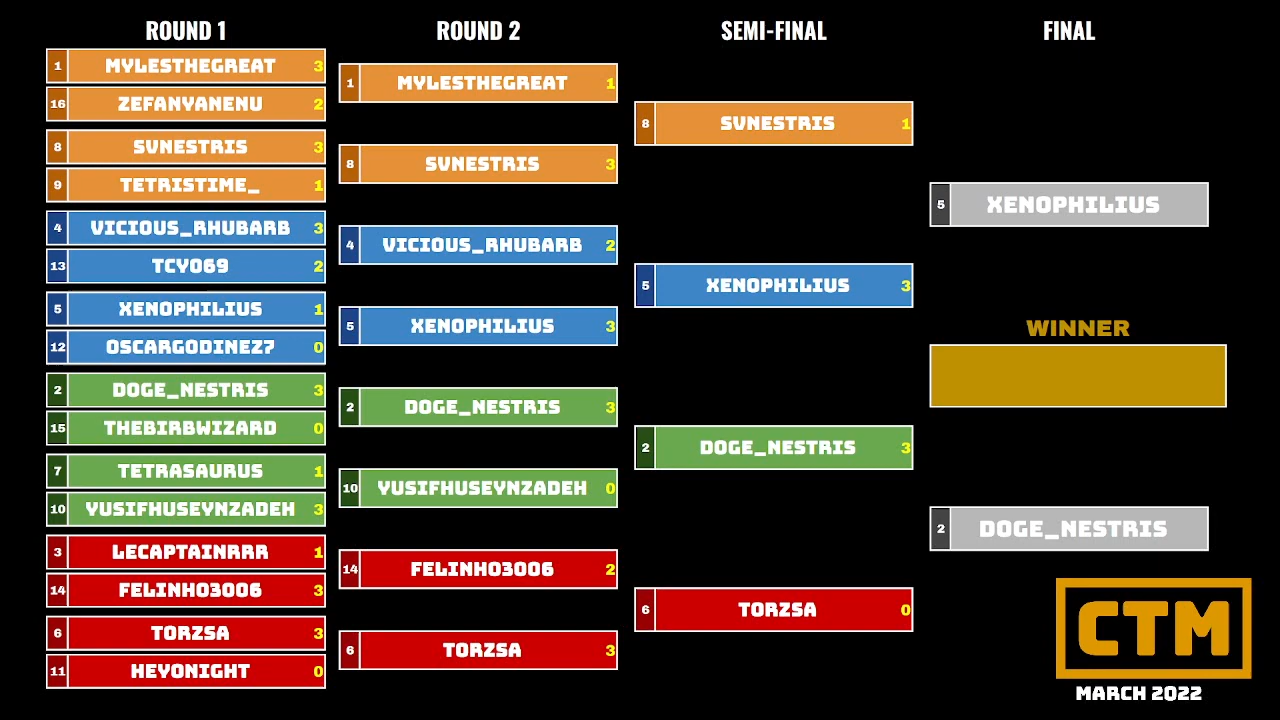 ROUND 1
1 MYLESTHEGREAT 3
16 ZEFANYANENU 2
8 SVNESTRIS 3
9 TETRISTIME_ 1
4 VICIOUS_RHUBARB 3
13 TCY069 2
5 XENOPHILIUS 1
12 OSCARGODINEZ7 0
2 DOGE_NESTRIS 3
15 THEBIRBWIZARD 0
7 TETRASAURUS 1
10 YUSIFHUSEYNZADEH 3
3 LECAPTAINRRR 1
14 FELINHO3006 3
6 TORZSA 3
11 HEYONIGHT 0
ROUND 2
1 MYLESTHEGREAT 1
8 SVNESTRIS 3
4 VICIOUS_RHUBARB 2
5 XENOPHILIUS 3
2 DOGE_NESTRIS 3
10 YUSIFHUSEYNZADEH 0
14 FELINHO3006 2
6 TORZSA 3
SEMI-FINAL
8 SVNESTRIS 1
5 XENOPHILIUS 3
2 DOGE_NESTRIS 3
6 TORZSA 0
FINAL
5 XENOPHILIUS
WINNER
2 DOGE_NESTRIS
CTM
MARCH 2022